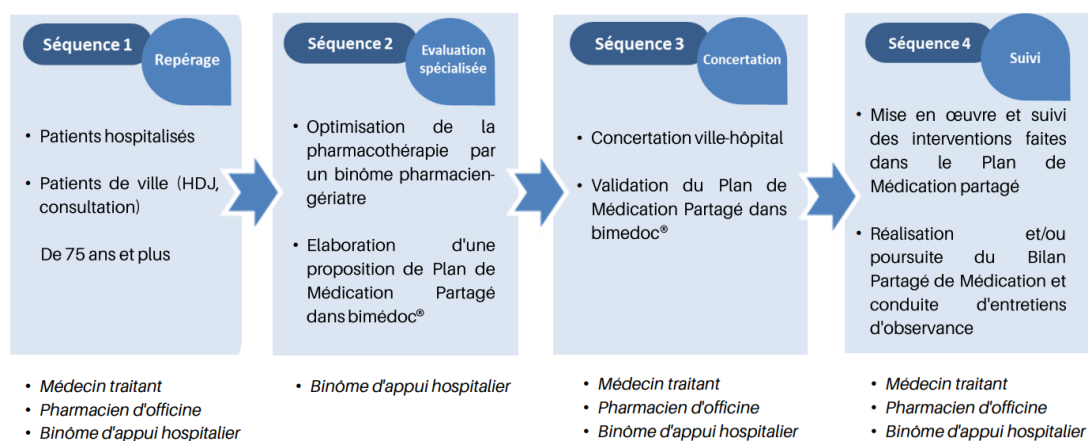 Séquence 1
Repérage
• Patients hospitalisés
• Patients de ville (HDJ,
consultation)
De 75 ans et plus
• Médecin traitant
• Pharmacien d'officine
• Binôme d'appui hospitalier
Séquence 2
Evaluation
spécialisée
• Optimisation de la
pharmacothérapie par
un binôme pharmacien-
gériatre
• Elaboration d'une
proposition de Plan de
Médication Partagé
dans bimédoc®
• Binôme d'appui hospitalier
Séquence 3
Concertation
• Concertation ville-hôpital
• Validation du Plan de
Médication Partagé dans
bimedoc®
• Médecin traitant
• Pharmacien d'officine
• Binôme d'appui hospitalier
Séquence 4
Suivi
• Mise en œuvre et suivi
des interventions faites
dans le Plan de
Médication partagé
• Réalisation et/ou
poursuite du Bilan
Partagé de Médication et
conduite d'entretiens
d'observance
• Médecin traitant
• Pharmacien d'officine
• Binôme d'appui hospitalier